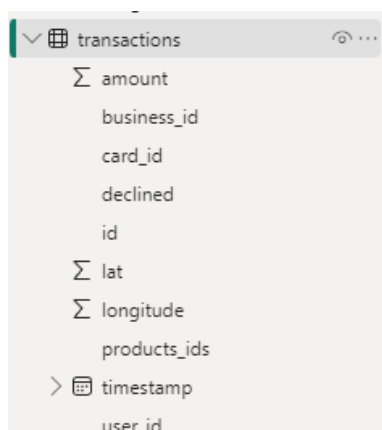 transactions
∑ amount
business_id
card_id
declined
id
∑ lat
∑ longitude
products_ids
timestamp
user_id